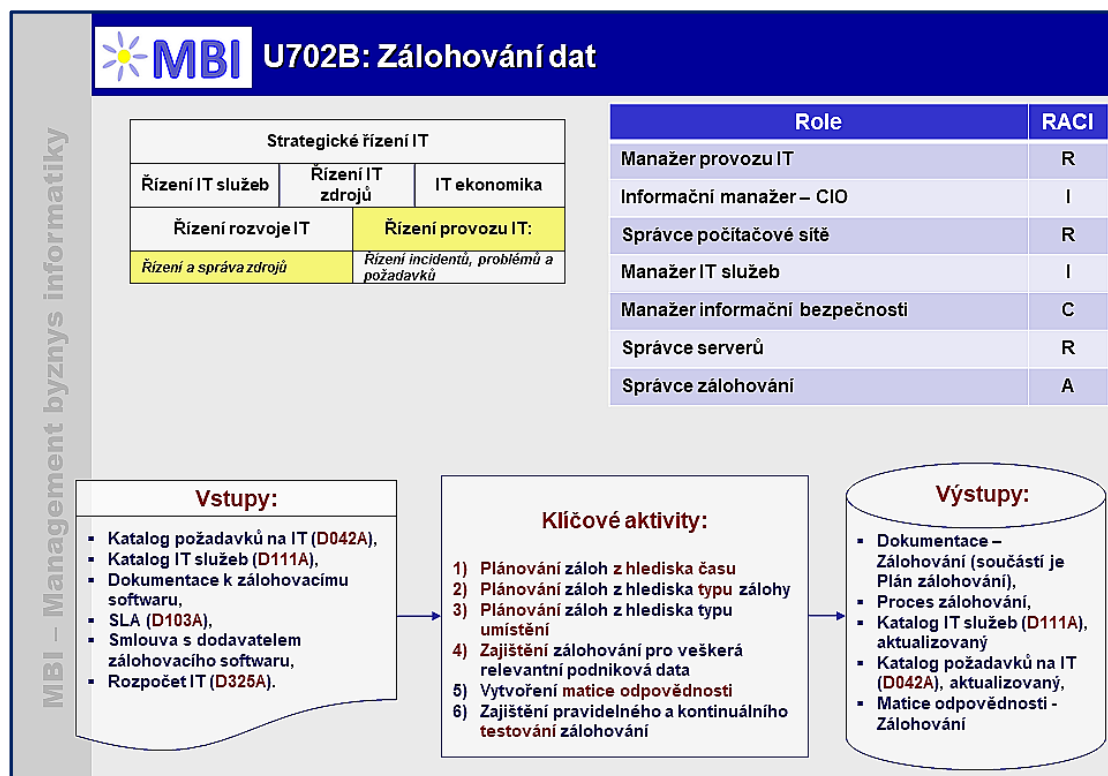 MBI
U702B: Zálohování dat
MBI – Management byznys informatiky
Strategické řízení IT
Řízení IT služeb
Řízení IT
zdrojů
IT ekonomika
Řízení rozvoje IT
Řízení provozu IT:
Řízení a správa zdrojů
Řízení incidentů, problémů a
požadavků
Role RACI
Manažer provozu IT R
Informační manažer – CIO I
Správce počítačové sítě R
Manažer IT služeb I
Manažer informační bezpečnosti C
Správce serverů R
Správce zálohování A
Vstupy:
▪ Katalog požadavků na IT (D042A),
▪ Katalog IT služeb (D111A),
▪ Dokumentace k zálohovacímu
softwaru,
▪ SLA (D103A),
▪ Smlouva s dodavatelem
zálohovacího softwaru,
▪ Rozpočet IT (D325A).
Klíčové aktivity:
1) Plánování záloh z hlediska času
2) Plánování záloh z hlediska typu zálohy
3) Plánování záloh z hlediska typu
umístění
4) Zajištění zálohování pro veškerá
relevantní podniková data
5) Vytvoření matice odpovědnosti
6) Zajištění pravidelného a kontinuálního
testování zálohování
Výstupy:
▪ Dokumentace –
Zálohování (součástí je
Plán zálohování),
▪ Proces zálohování,
▪ Katalog IT služeb (D111A),
aktualizovaný
▪ Katalog požadavků na IT
(D042A), aktualizovaný,
▪ Matice odpovědnosti -
Zálohování